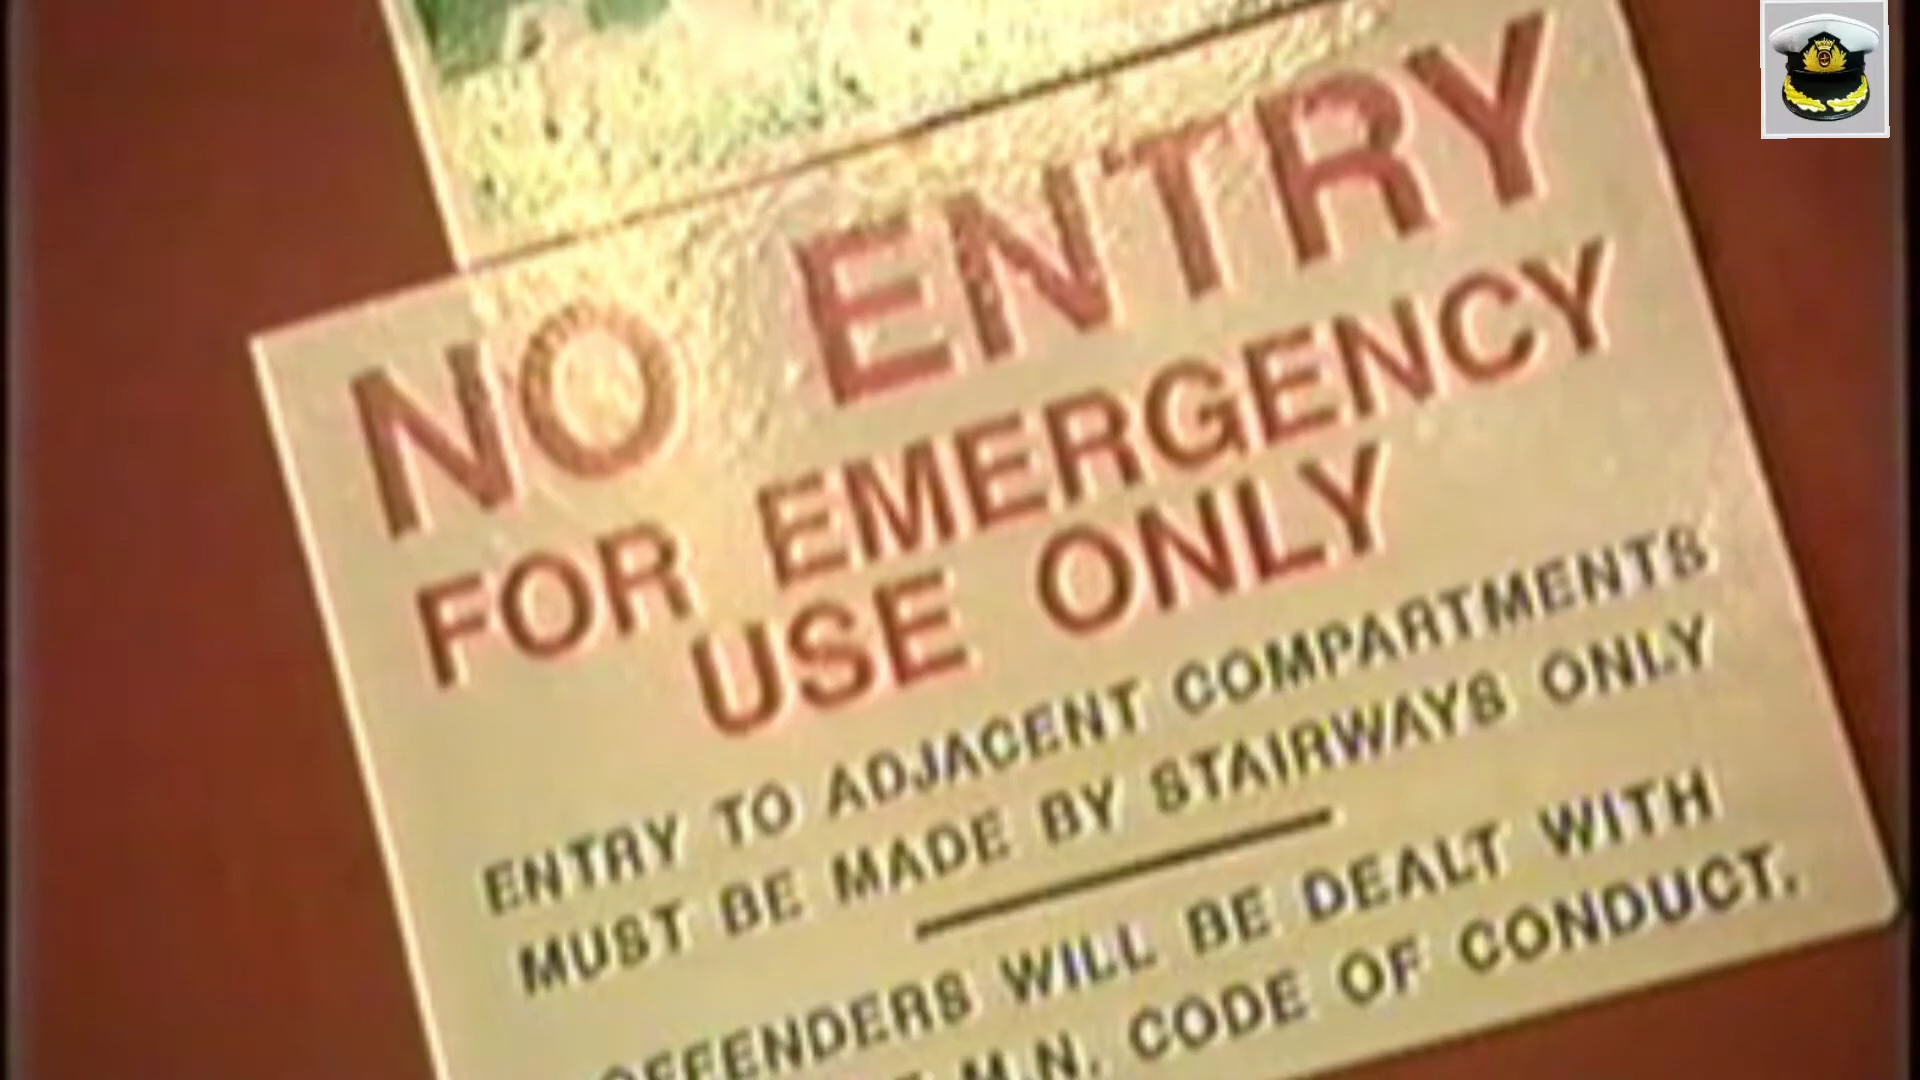 NO ENTRY
FOR EMERGENCY
USE ONLY
ENTRY TO ADJACENT COMPARTMENTS
MUST BE MADE BY STAIRWAYS ONLY
OFFENDERS WILL BE DEALT WITH
M.N. CODE OF CONDUCT.